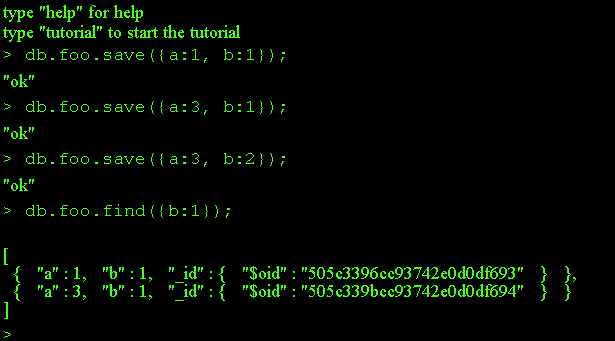 type "help" for help
type "tutorial" to start the tutorial
> db.foo.save({a:1, b:1});
"ok"
> db.foo.save({a:3, b:1});
"ok"
> db.foo.save({a:3, b:2});
"ok"
> db.foo.find({b:1});
[
{ "a" : 1, "b" : 1, "_id" : { "$oid" : "505c3396cc93742e0d0df693" } },
{ "a" : 3, "b" : 1, "_id" : { "$oid" : "505c339bcc93742e0d0df694" } }
]
>